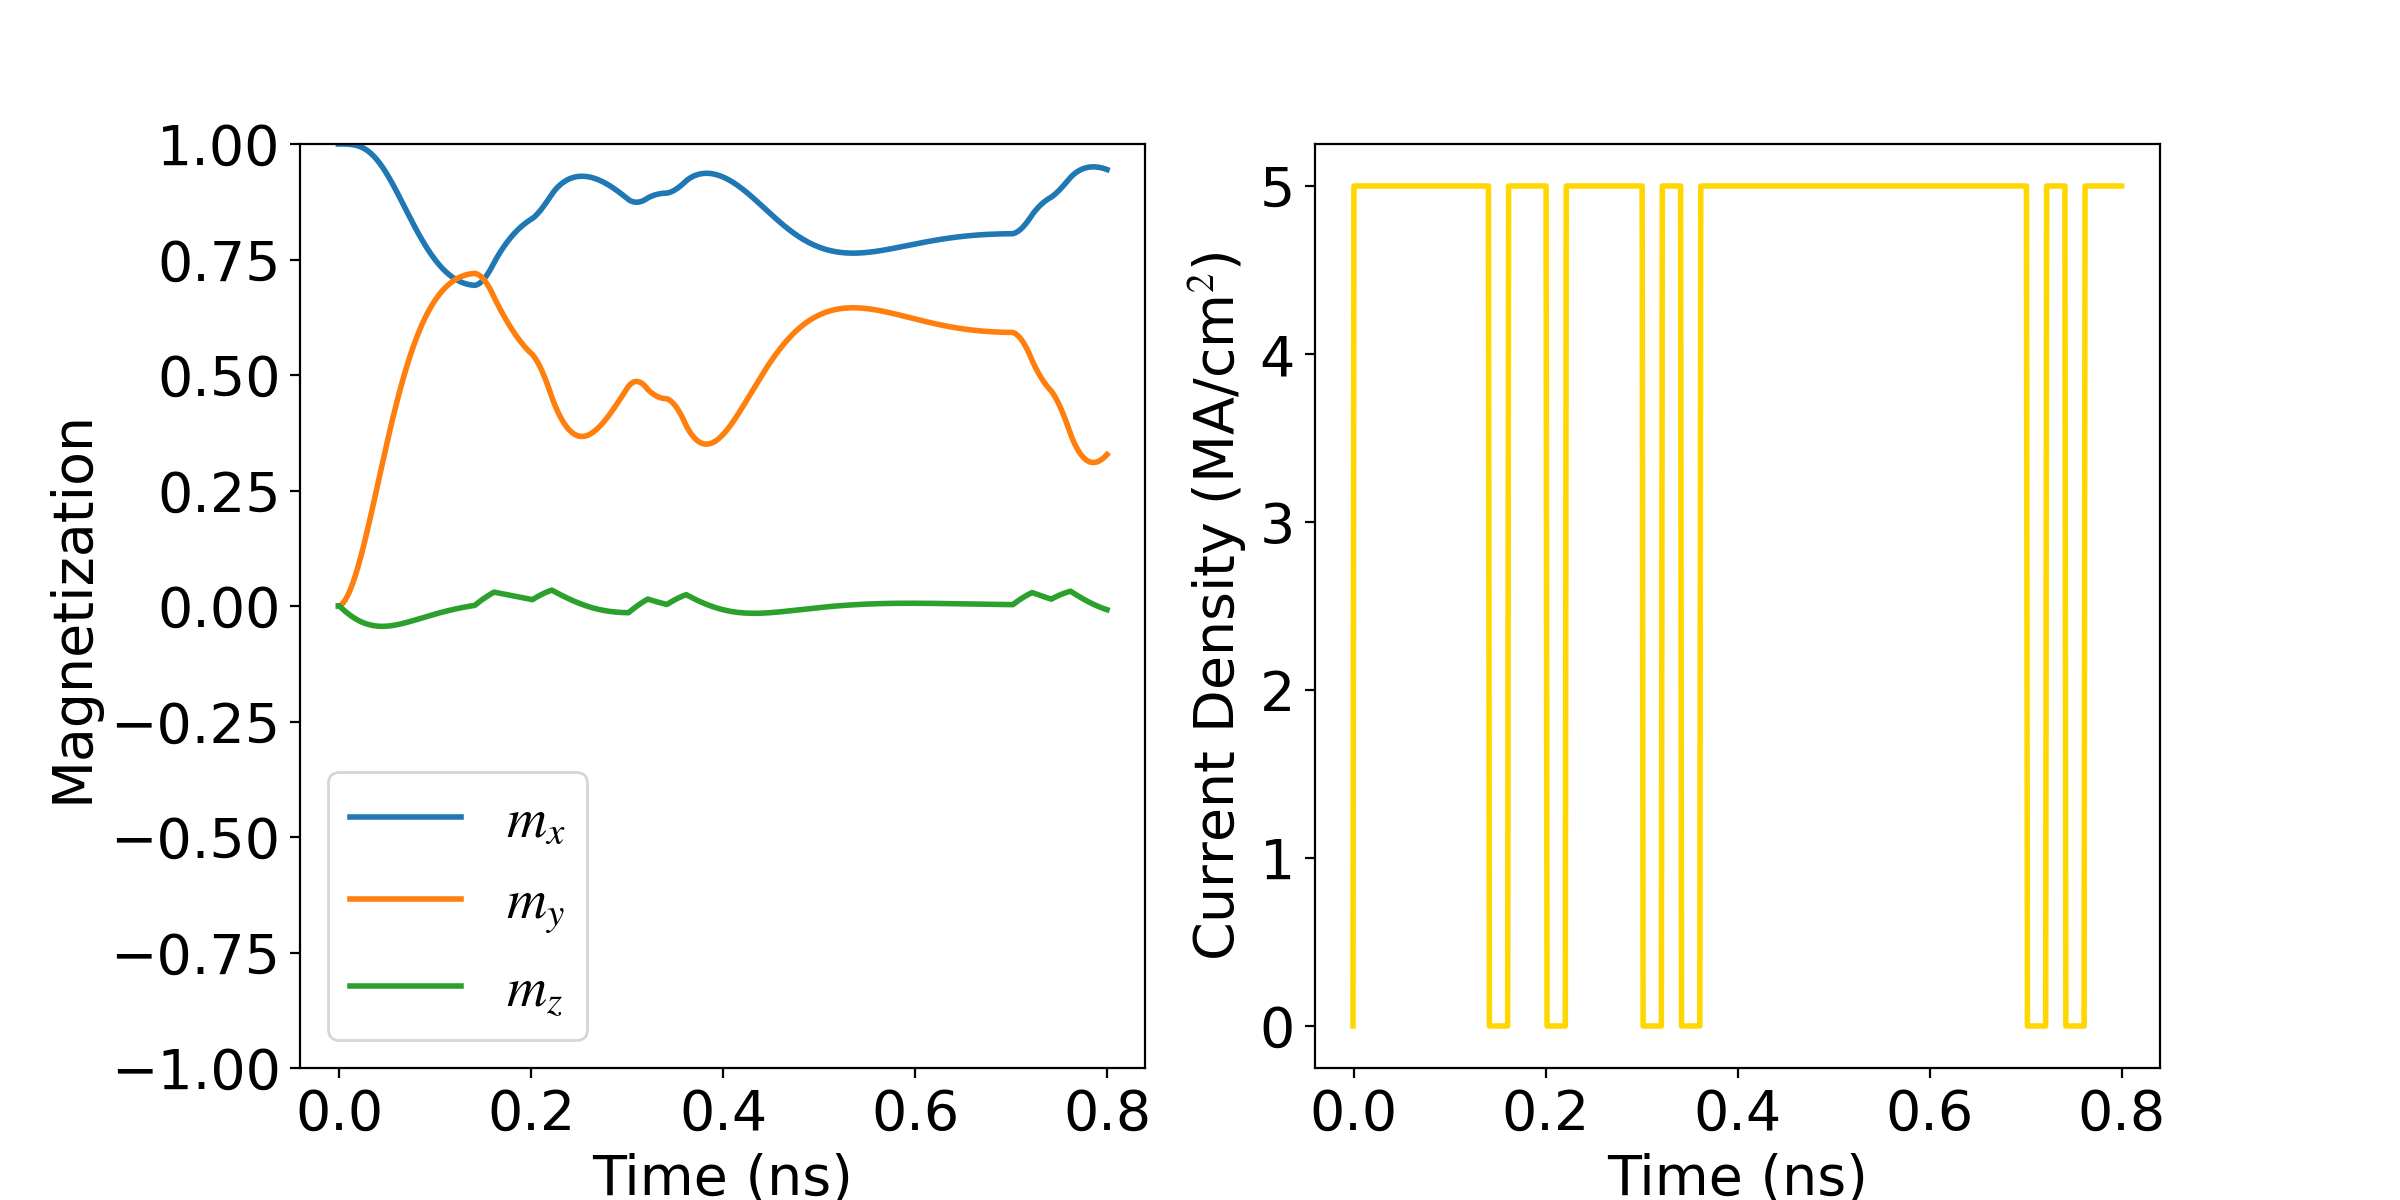 Magnetization
1.00
0.75
0.50
0.25
0.00
−0.25
−0.50
−0.75
−1.00
m_x
m_y
m_z
0.0 0.2 0.4 0.6 0.8
Time (ns)
Current Density (MA/cm²)
5
4
3
2
1
0
0.0 0.2 0.4 0.6 0.8
Time (ns)